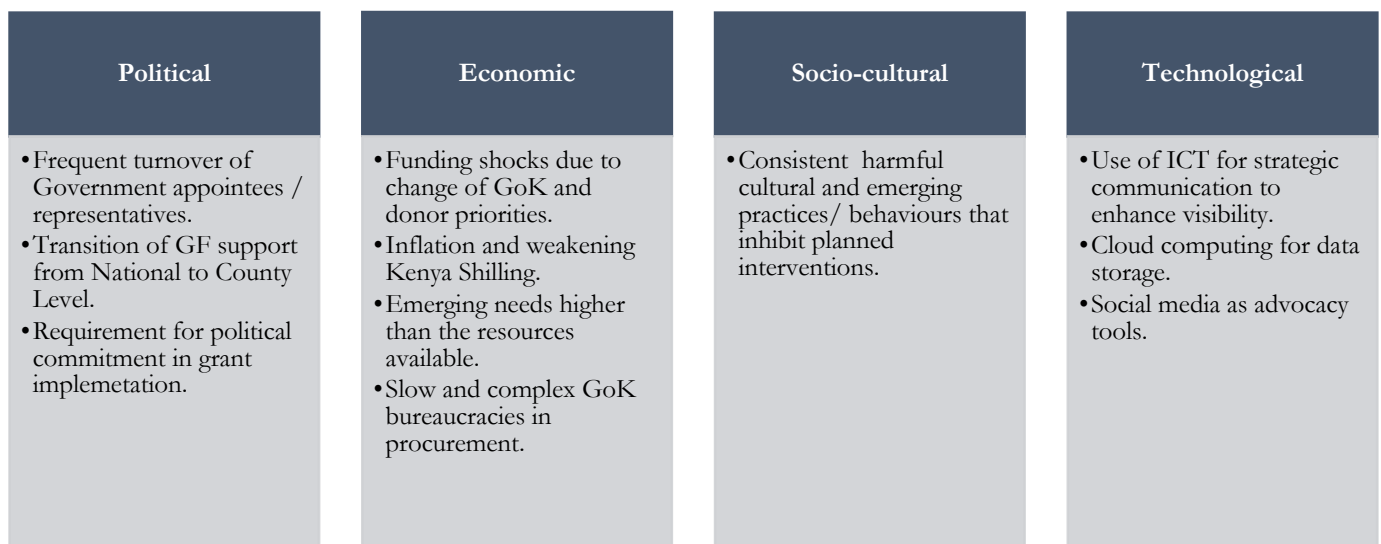 Political
•Frequent turnover of
Government appointees /
representatives.
•Transition of GF support
from National to County
Level.
•Requirement for political
commitment in grant
implemetation.
Economic
•Funding shocks due to
change of GoK and
donor priorities.
•Inflation and weakening
Kenya Shilling.
•Emerging needs higher
than the resources
available.
•Slow and complex GoK
bureaucracies in
procurement.
Socio-cultural
•Consistent harmful
cultural and emerging
practices/ behaviours that
inhibit planned
interventions.
Technological
•Use of ICT for strategic
communication to
enhance visibility.
•Cloud computing for data
storage.
•Social media as advocacy
tools.